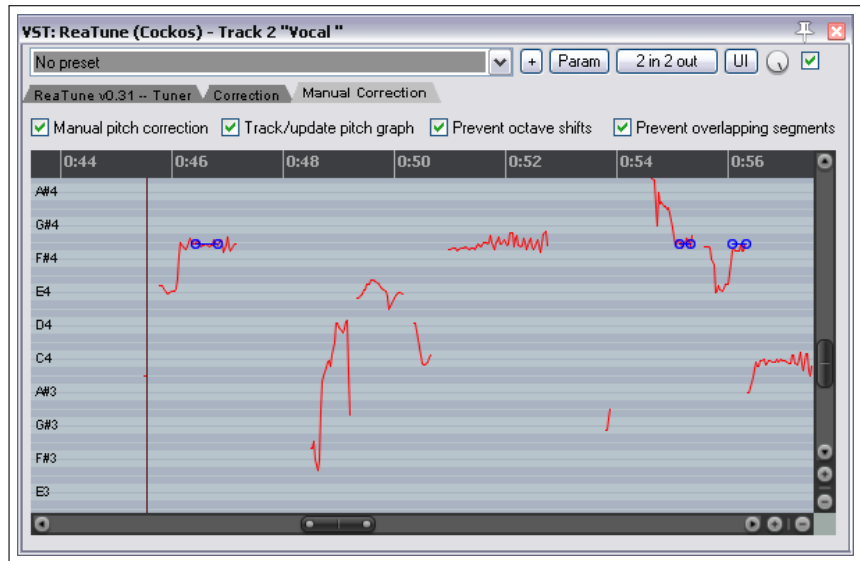 VST: ReaTune (Cockos) - Track 2 "Vocal "
No preset + Param 2 in 2 out UI
ReaTune v0.31 -- Tuner Correction Manual Correction
Manual pitch correction Track/update pitch graph Prevent octave shifts Prevent overlapping segments
0:44 0:46 0:48 0:50 0:52 0:54 0:56
A#4
G#4
F#4
E4
D4
C4
A#3
G#3
F#3
E3